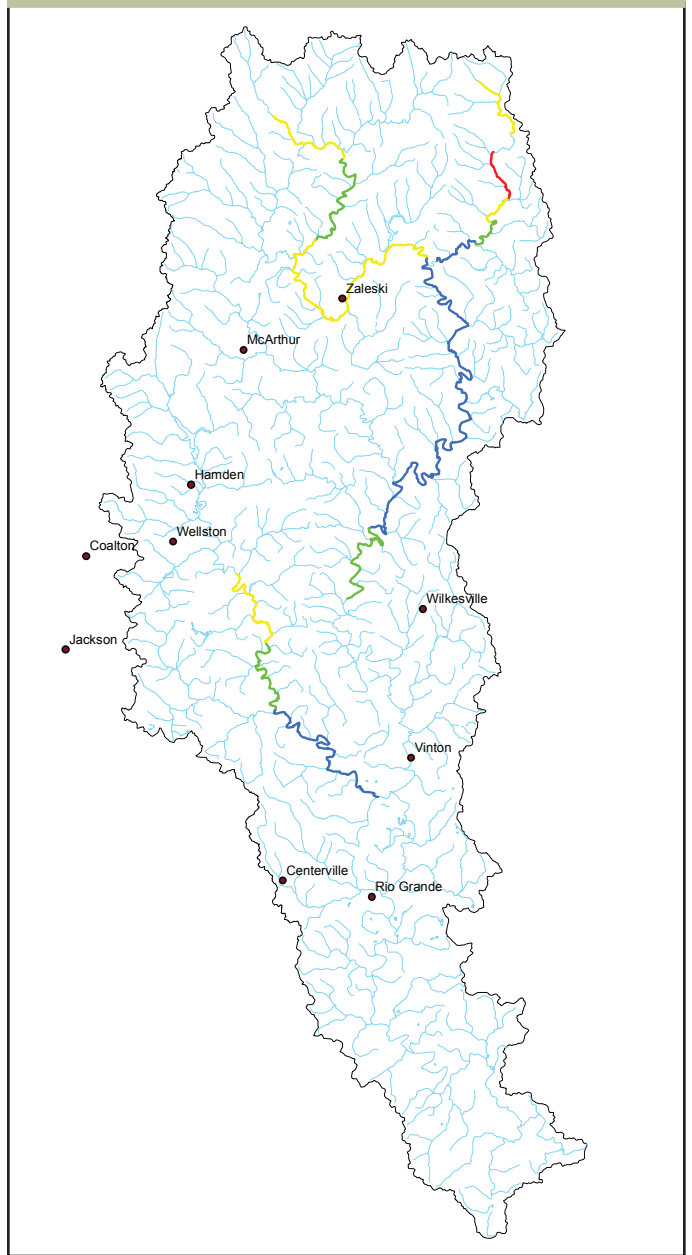 Zaleski
McArthur
Hamden
Wellston
Coalton
Wilkesville
Jackson
Vinton
Centerville
Rio Grande